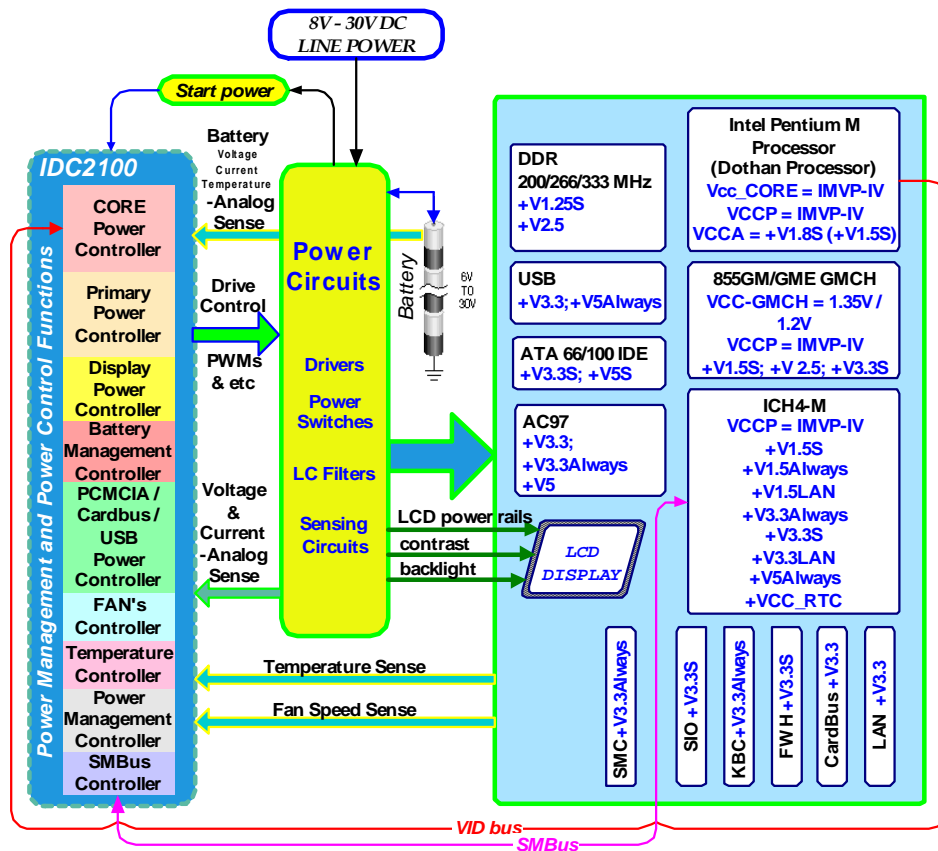 8V - 30V DC
LINE POWER
Start power
IDC2100
Power Management and Power Control Functions
CORE
Power
Controller
Primary
Power
Controller
Display
Power
Controller
Battery
Management
Controller
PCMCIA /
Cardbus /
USB
Power
Controller
FAN's
Controller
Temperature
Controller
Power
Management
Controller
SMBus
Controller
Battery
Voltage
Current
Temperature
-Analog
Sense
Drive
Control
PWMs
& etc
Voltage
&
Current
-Analog
Sense
Power
Circuits
Drivers
Power
Switches
LC Filters
Sensing
Circuits
Battery
6V
TO
30V
LCD power rails
contrast
backlight
LCD
DISPLAY
Temperature Sense
Fan Speed Sense
DDR
200/266/333 MHz
+V1.25S
+V2.5
USB
+V3.3;+V5Always
ATA 66/100 IDE
+V3.3S; +V5S
AC97
+V3.3;
+V3.3Always
+V5
Intel Pentium M
Processor
(Dothan Processor)
Vcc_CORE = IMVP-IV
VCCP = IMVP-IV
VCCA = +V1.8S (+V1.5S)
855GM/GME GMCH
VCC-GMCH = 1.35V /
1.2V
VCCP = IMVP-IV
+V1.5S; +V 2.5; +V3.3S
ICH4-M
VCCP = IMVP-IV
+V1.5S
+V1.5Always
+V1.5LAN
+V3.3Always
+V3.3S
+V3.3LAN
+V5Always
+VCC_RTC
SMC +V3.3Always
SIO +V3.3S
KBC +V3.3Always
FWH +V3.3S
CardBus +V3.3
LAN +V3.3
VID bus
SMBus